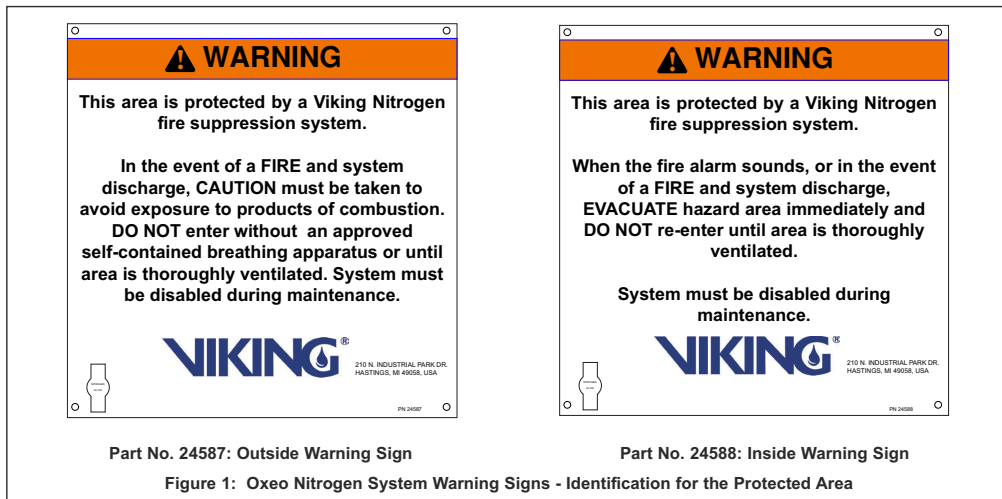 WARNING
This area is protected by a Viking Nitrogen
fire suppression system.
In the event of a FIRE and system
discharge, CAUTION must be taken to
avoid exposure to products of combustion.
DO NOT enter without an approved
self-contained breathing apparatus or until
area is thoroughly ventilated. System must
be disabled during maintenance.
VIKING®
210 N. INDUSTRIAL PARK DR.
HASTINGS, MI 49058, USA
PN 24587
Part No. 24587: Outside Warning Sign
WARNING
This area is protected by a Viking Nitrogen
fire suppression system.
When the fire alarm sounds, or in the event
of a FIRE and system discharge,
EVACUATE hazard area immediately and
DO NOT re-enter until area is thoroughly
ventilated.
System must be disabled during
maintenance.
VIKING®
210 N. INDUSTRIAL PARK DR.
HASTINGS, MI 49058, USA
PN 24588
Part No. 24588: Inside Warning Sign
Figure 1: Oxeo Nitrogen System Warning Signs - Identification for the Protected Area